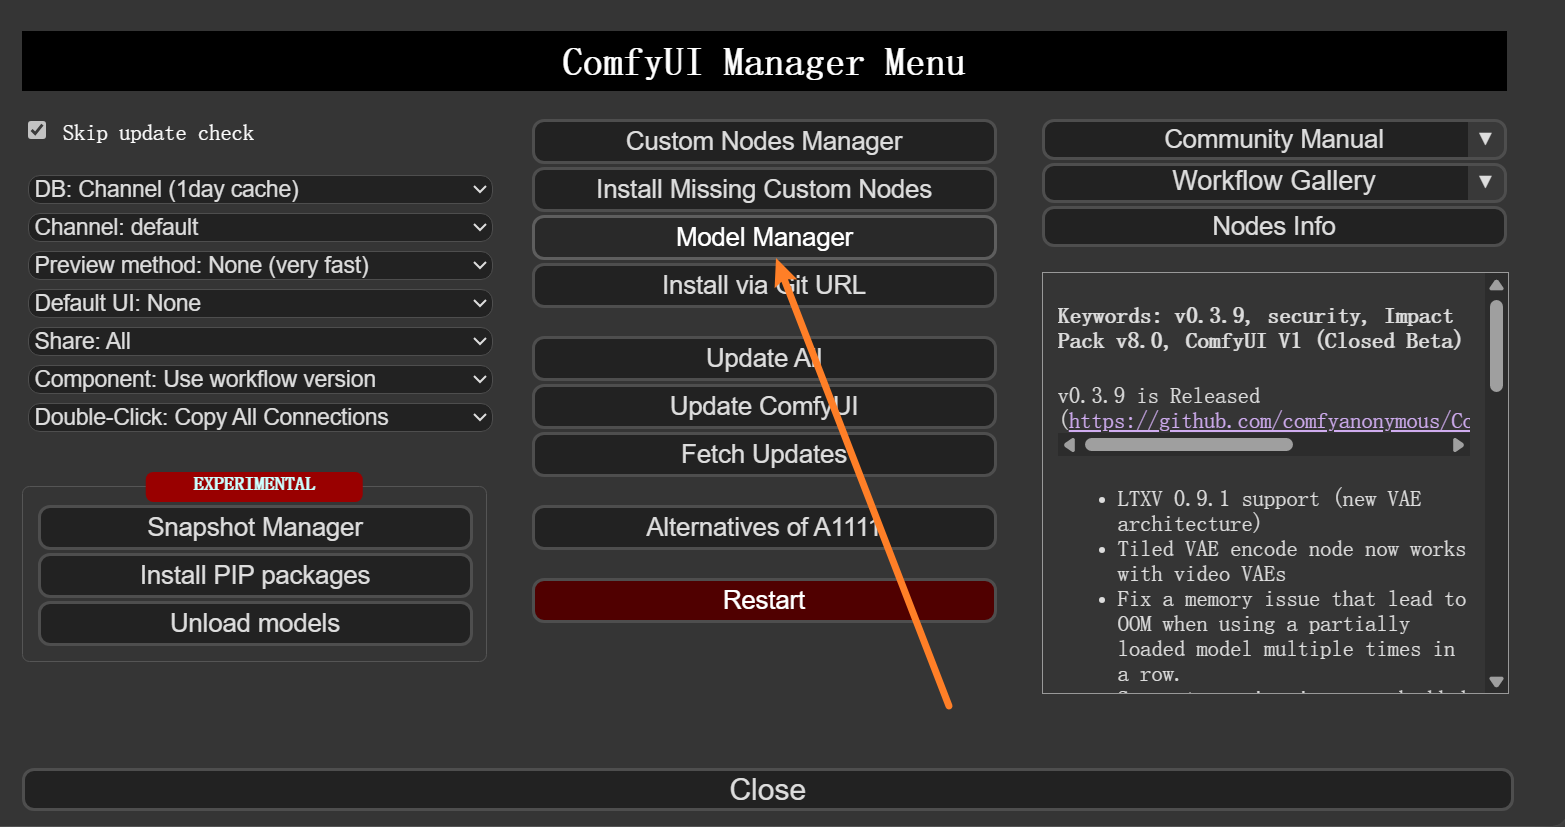 ComfyUI Manager Menu
Skip update check
DB: Channel (1day cache)
Channel: default
Preview method: None (very fast)
Default UI: None
Share: All
Component: Use workflow version
Double-Click: Copy All Connections
EXPERIMENTAL
Snapshot Manager
Install PIP packages
Unload models
Custom Nodes Manager
Install Missing Custom Nodes
Model Manager
Install via Git URL
Update All
Update ComfyUI
Fetch Updates
Alternatives of A1111
Restart
Community Manual ▼
Workflow Gallery ▼
Nodes Info
Keywords: v0.3.9, security, Impact
Pack v8.0, ComfyUI V1 (Closed Beta)
v0.3.9 is Released
(https://github.com/comfyanonymous/Co
• LTXV 0.9.1 support (new VAE
architecture)
• Tiled VAE encode node now works
with video VAEs
• Fix a memory issue that lead to
OOM when using a partially
loaded model multiple times in
a row.
Close